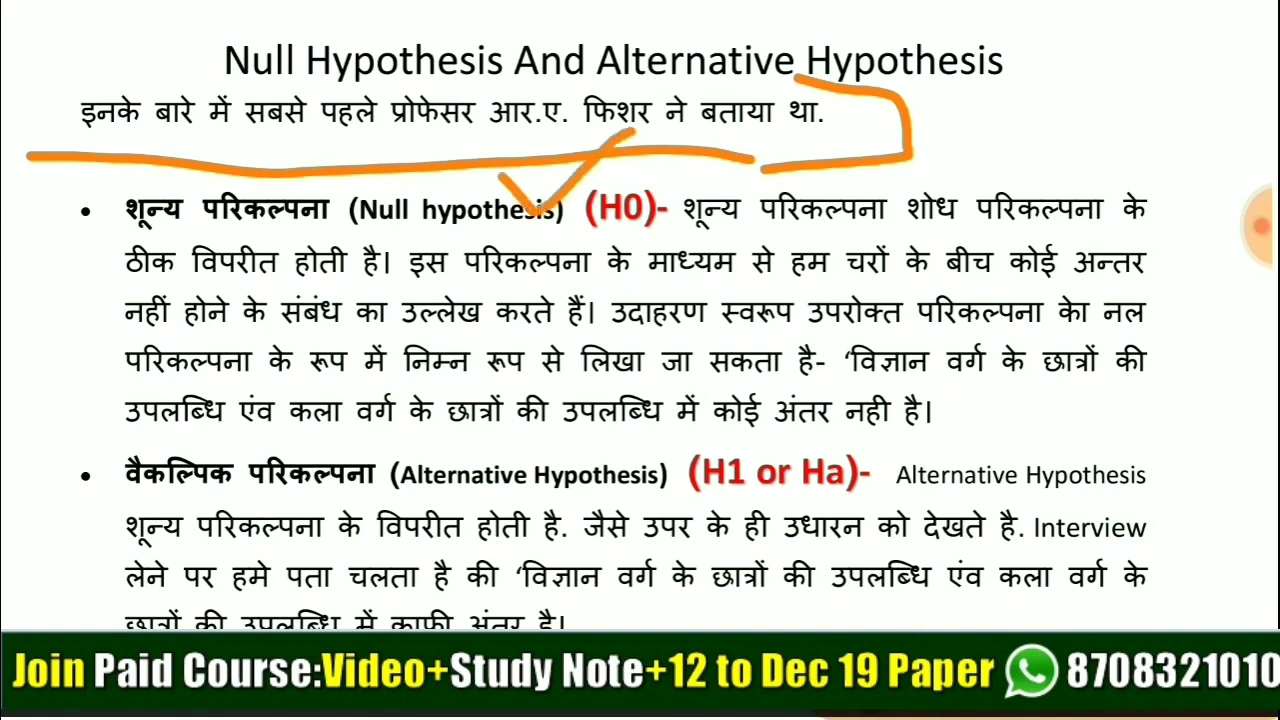 Null Hypothesis And Alternative Hypothesis
इनके बारे में सबसे पहले प्रोफेसर आर.ए. फिशर ने बताया था.
• शून्य परिकल्पना (Null hypothesis) (H0)- शून्य परिकल्पना शोध परिकल्पना के
ठीक विपरीत होती है। इस परिकल्पना के माध्यम से हम चरों के बीच कोई अन्तर
नहीं होने के संबंध का उल्लेख करते हैं। उदाहरण स्वरूप उपरोक्त परिकल्पना केा नल
परिकल्पना के रूप में निम्न रूप से लिखा जा सकता है- ‘विज्ञान वर्ग के छात्रों की
उपलब्धि एंव कला वर्ग के छात्रों की उपलब्धि में कोई अंतर नही है।
• वैकल्पिक परिकल्पना (Alternative Hypothesis) (H1 or Ha)- Alternative Hypothesis
शून्य परिकल्पना के विपरीत होती है. जैसे उपर के ही उधारन को देखते है. Interview
लेने पर हमे पता चलता है की ‘विज्ञान वर्ग के छात्रों की उपलब्धि एंव कला वर्ग के
छात्रों की उपलब्धि में काफी अंतर है।
Join Paid Course:Video+Study Note+12 to Dec 19 Paper 8708321010